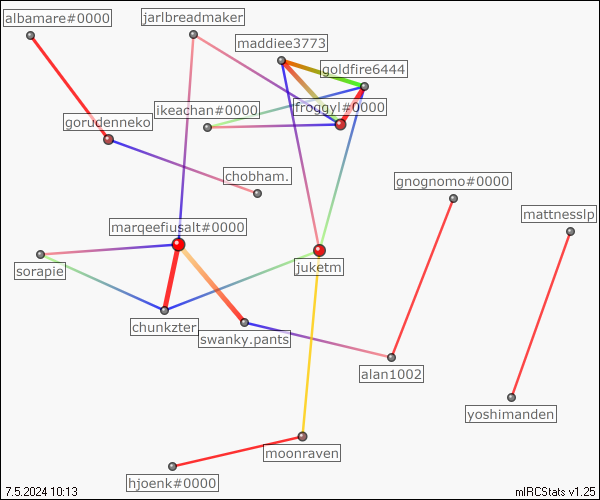 albamare#0000
jarlbreadmaker
maddiee3773
goldfire6444
ikeachan#0000
froggyl#0000
gorudenneko
chobham.
gnognomo#0000
mattnesslp
marqeefiusalt#0000
sorapie
juketm
chunkzter
swanky.pants
alan1002
yoshimanden
moonraven
hjoenk#0000
7.5.2024 10:13
mIRCStats v1.25